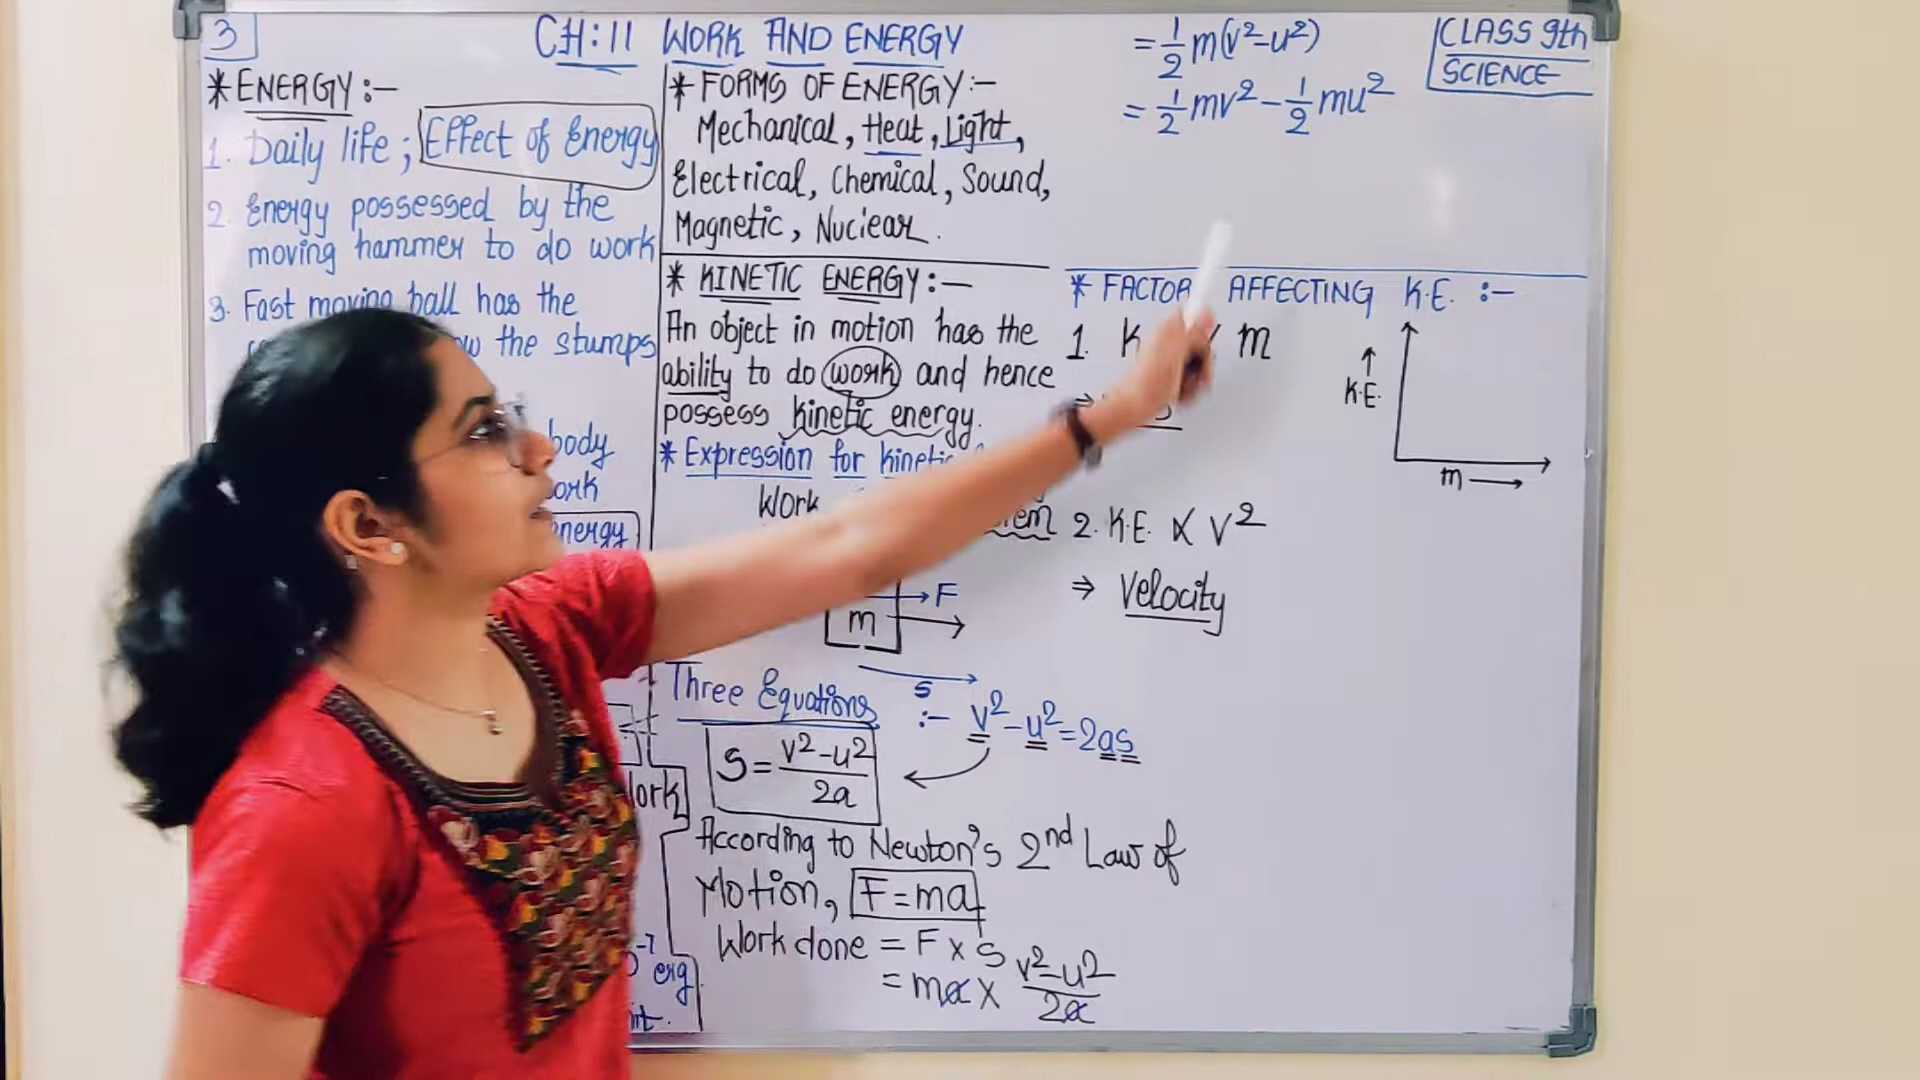 3
CH:11 WORK AND ENERGY
CLASS 9th
SCIENCE
* ENERGY :-
1. Daily life ; Effect of Energy
2. Energy possessed by the
moving hammer to do work
3. Fast moving ball has the
the stumps
body
work
energy
Work
erg
* FORMS OF ENERGY :-
Mechanical, Heat, Light,
Electrical, Chemical, Sound,
Magnetic, Nuclear.
* KINETIC ENERGY :-
An object in motion has the
ability to do work and hence
possess kinetic energy.
* Expression for kinetic
Work
F
m
s
Three Equations :- v²-u²=2as
S = v²-u²/2a
According to Newton's 2nd Law of
Motion, F=ma
Work done = F x s
= ma x v²-u²/2a
= 1/2 m(v²-u²)
= 1/2 mv² - 1/2 mu²
* FACTOR AFFECTING K.E. :-
1. K m
2. K.E. ∝ v²
⇒ Velocity
↑
K.E.
m →